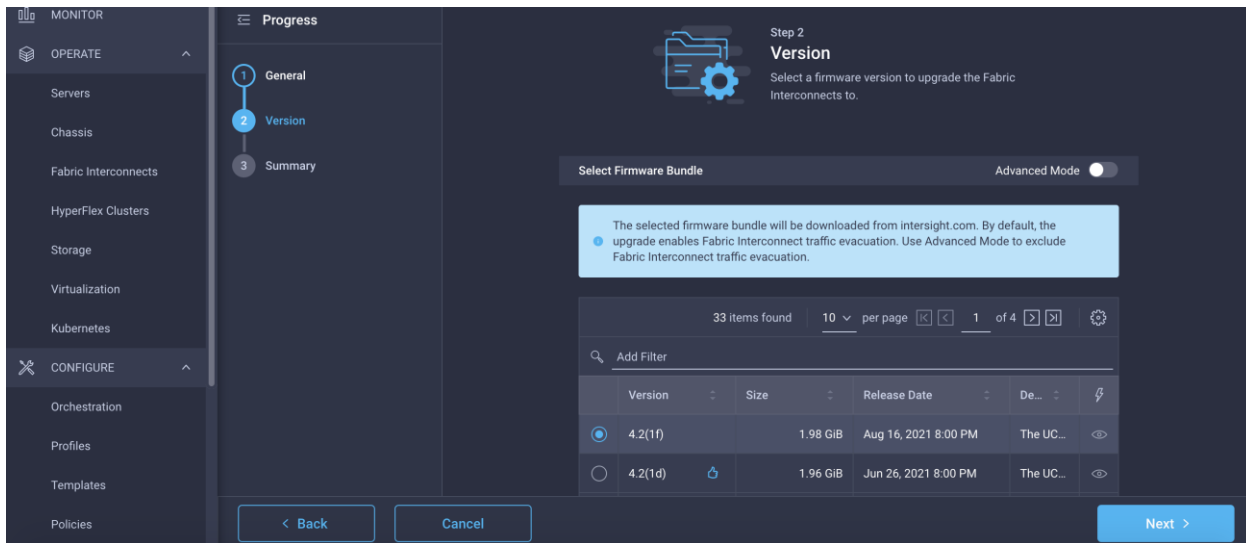 MONITOR
OPERATE
Servers
Chassis
Fabric Interconnects
HyperFlex Clusters
Storage
Virtualization
Kubernetes
CONFIGURE
Orchestration
Profiles
Templates
Policies
Progress
1 General
2 Version
3 Summary
Step 2
Version
Select a firmware version to upgrade the Fabric
Interconnects to.
Select Firmware Bundle Advanced Mode
The selected firmware bundle will be downloaded from intersight.com. By default, the
upgrade enables Fabric Interconnect traffic evacuation. Use Advanced Mode to exclude
Fabric Interconnect traffic evacuation.
33 items found 10 per page 1 of 4
Add Filter
Version Size Release Date De...
4.2(1f) 1.98 GiB Aug 16, 2021 8:00 PM The UC...
4.2(1d) 1.96 GiB Jun 26, 2021 8:00 PM The UC...
< Back Cancel Next >